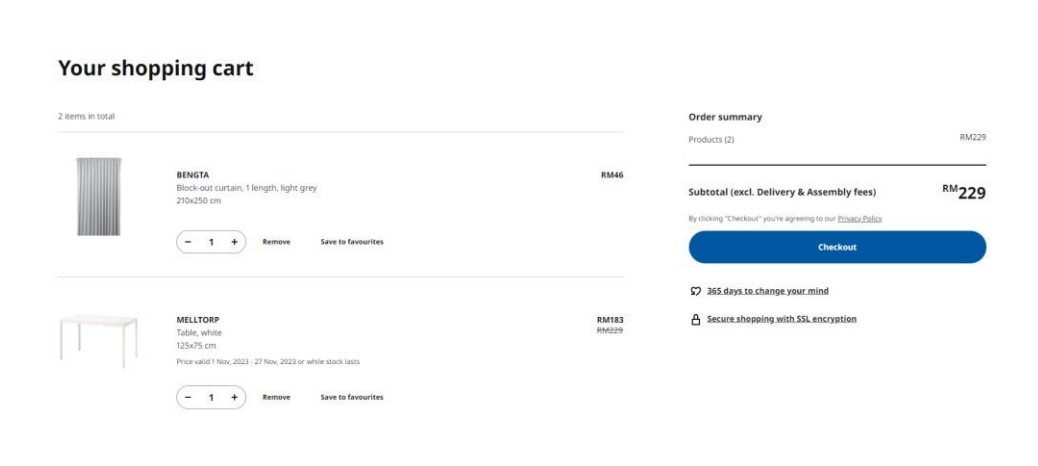 Your shopping cart
2 items in total
BENGTA
RM46
Block-out curtain, 1 length, light grey
210x250 cm
− 1 +
Remove
Save to favourites
MELLTORP
RM183
Table, white
RM229
125x75 cm
Price valid 1 Nov, 2023 - 27 Nov, 2023 or while stock lasts
− 1 +
Remove
Save to favourites
Order summary
Products (2)
RM229
Subtotal (excl. Delivery & Assembly fees)
RM229
By clicking "Checkout" you're agreeing to our Privacy Policy
Checkout
365 days to change your mind
Secure shopping with SSL encryption